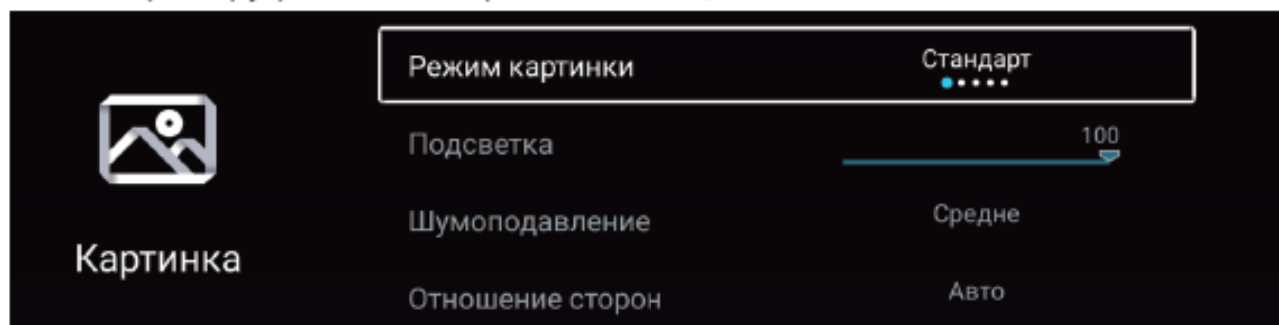 Режим картинки Стандарт
Подсветка 100
Шумоподавление Средне
Картинка
Отношение сторон Авто